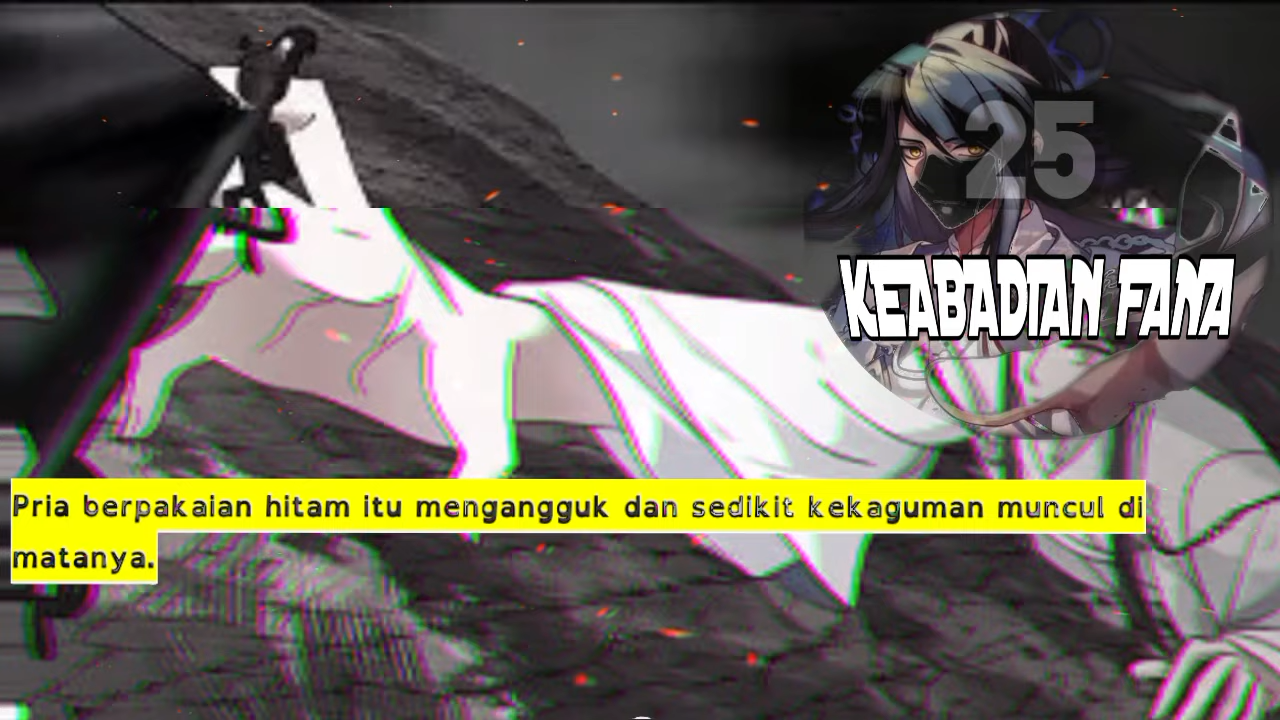 25
KEABADIAN FANA
Pria berpakaian hitam itu mengangguk dan sedikit kekaguman muncul di
matanya.